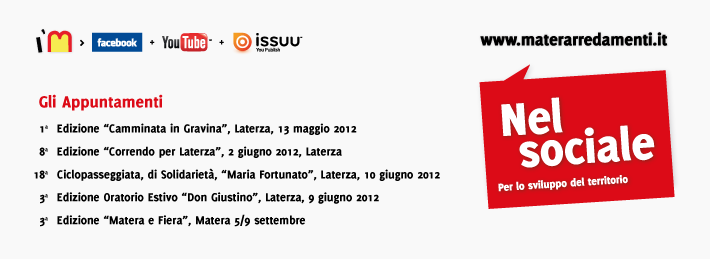 i'm > facebook + YouTube™ + issuu™
You Publish
www.materarredamenti.it
Gli Appuntamenti
1ª Edizione “Camminata in Gravina”, Laterza, 13 maggio 2012
8ª Edizione “Correndo per Laterza”, 2 giugno 2012, Laterza
18ª Ciclopasseggiata, di Solidarietà, “Maria Fortunato”, Laterza, 10 giugno 2012
3ª Edizione Oratorio Estivo “Don Giustino”, Laterza, 9 giugno 2012
3ª Edizione “Matera e Fiera”, Matera 5/9 settembre
Nel
sociale
Per lo sviluppo del territorio